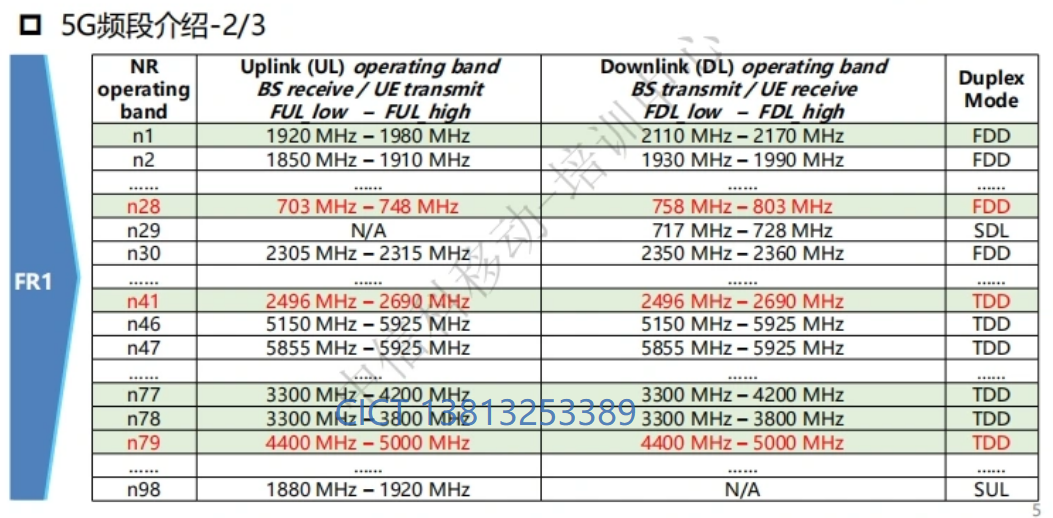 5G频段介绍-2/3
FR1
NR operating band Uplink (UL) operating band BS receive / UE transmit FUL_low – FUL_high Downlink (DL) operating band BS transmit / UE receive FDL_low – FDL_high Duplex Mode
n1 1920 MHz – 1980 MHz 2110 MHz – 2170 MHz FDD
n2 1850 MHz – 1910 MHz 1930 MHz – 1990 MHz FDD
...... ...... ...... ......
n28 703 MHz – 748 MHz 758 MHz – 803 MHz FDD
n29 N/A 717 MHz – 728 MHz SDL
n30 2305 MHz – 2315 MHz 2350 MHz – 2360 MHz FDD
...... ...... ...... ......
n41 2496 MHz – 2690 MHz 2496 MHz – 2690 MHz TDD
n46 5150 MHz – 5925 MHz 5150 MHz – 5925 MHz TDD
n47 5855 MHz – 5925 MHz 5855 MHz – 5925 MHz TDD
...... ...... ...... ......
n77 3300 MHz – 4200 MHz 3300 MHz – 4200 MHz TDD
n78 3300 MHz – 3800 MHz 3300 MHz – 3800 MHz TDD
n79 4400 MHz – 5000 MHz 4400 MHz – 5000 MHz TDD
...... ...... ...... ......
n98 1880 MHz – 1920 MHz N/A SUL
中信科移动-培训中心
CICT 13813253389
5